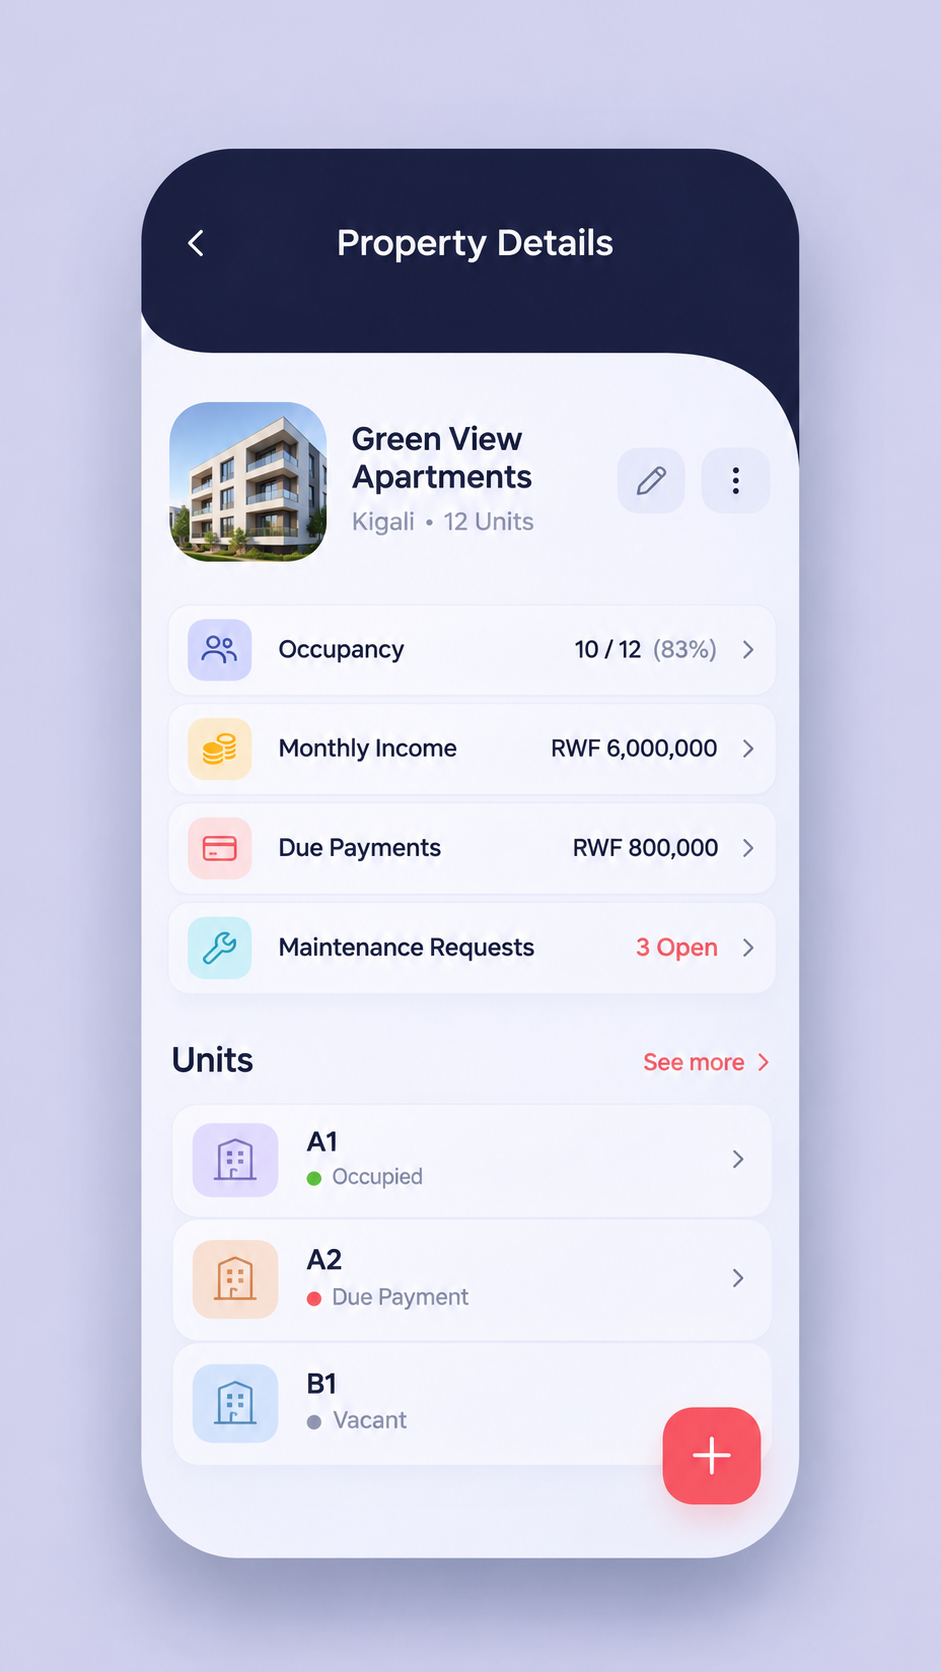 Property Details
Green View
Apartments
Kigali • 12 Units
Occupancy 10 / 12 (83%)
Monthly Income RWF 6,000,000
Due Payments RWF 800,000
Maintenance Requests 3 Open
Units See more
A1
Occupied
A2
Due Payment
B1
Vacant